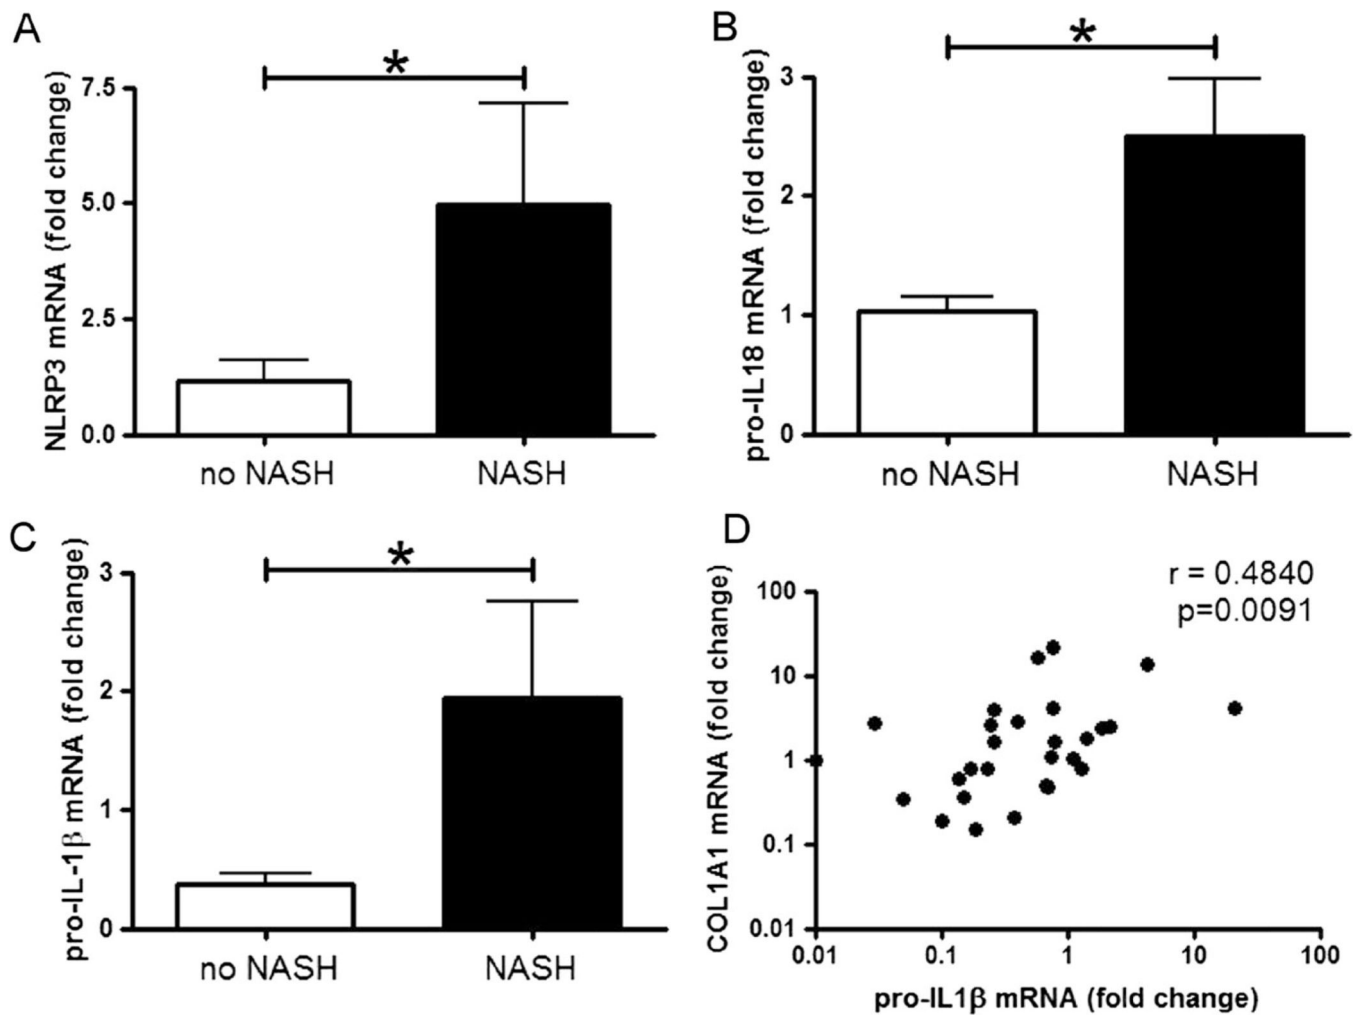 A
NLRP3 mRNA (fold change)
7.5
5.0
2.5
0.0
*
no NASH
NASH
B
pro-IL18 mRNA (fold change)
3
2
1
0
*
no NASH
NASH
C
pro-IL-1β mRNA (fold change)
3
2
1
0
*
no NASH
NASH
D
COL1A1 mRNA (fold change)
100
10
1
0.1
0.01
r = 0.4840
p=0.0091
0.01
0.1
1
10
100
pro-IL1β mRNA (fold change)